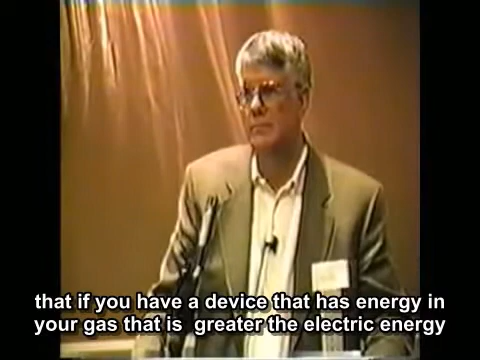 that if you have a device that has energy in
your gas that is  greater the electric energy